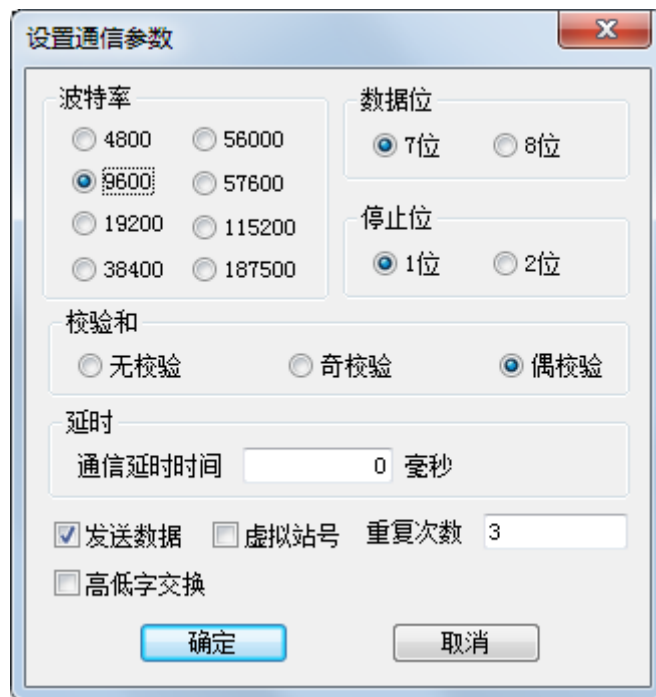 设置通信参数
波特率
4800 56000
9600 57600
19200 115200
38400 187500
数据位
7位 8位
停止位
1位 2位
校验和
无校验 奇校验 偶校验
延时
通信延时时间 0 毫秒
发送数据 虚拟站号 重复次数 3
高低字交换
确定 取消